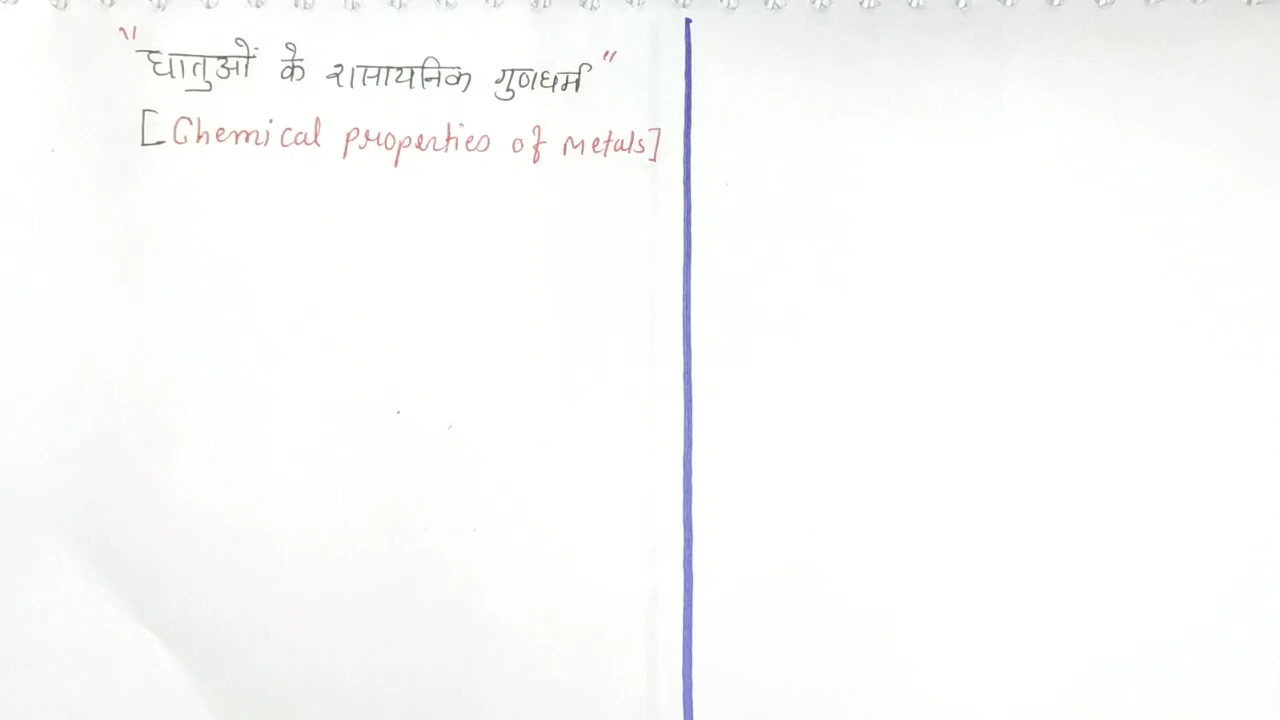 "धातुओं के रासायनिक गुणधर्म"
[Chemical properties of metals]